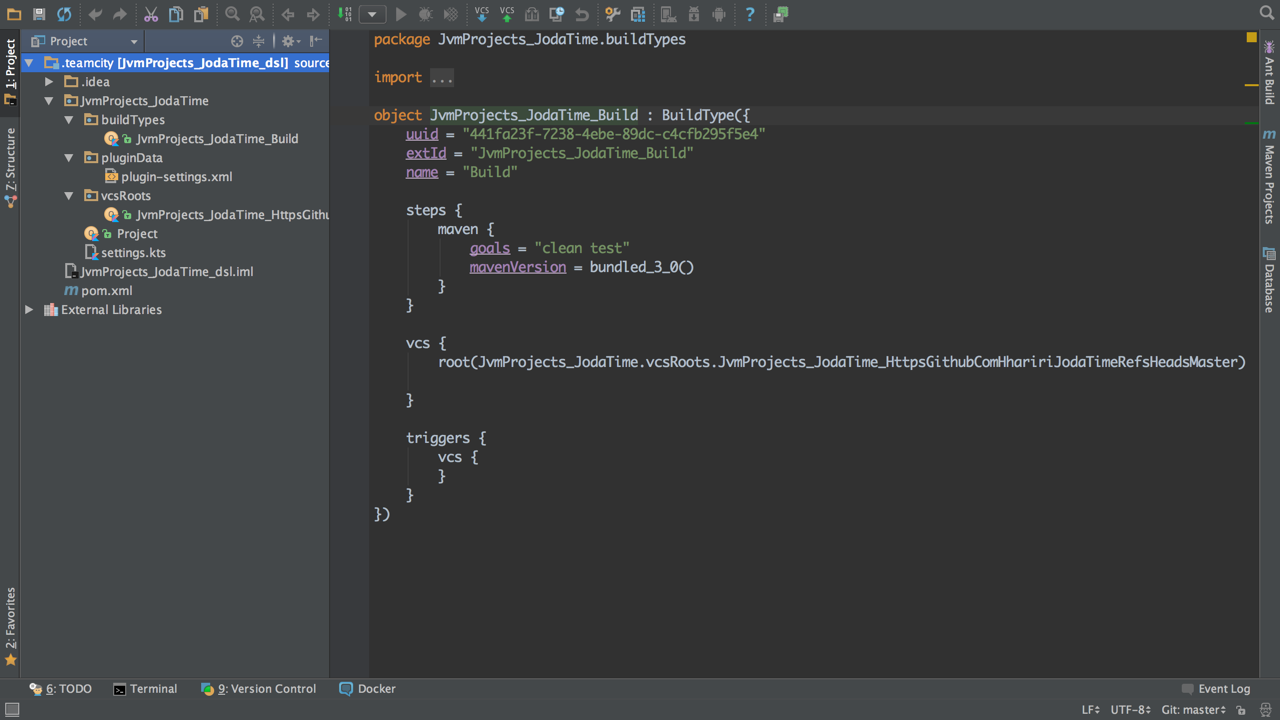 VCS VCS
Project
package JvmProjects_JodaTime.buildTypes
1: Project
Z: Structure
2: Favorites
.teamcity [JvmProjects_JodaTime_dsl] source
.idea
JvmProjects_JodaTime
buildTypes
JvmProjects_JodaTime_Build
pluginData
plugin-settings.xml
vcsRoots
JvmProjects_JodaTime_HttpsGithu
Project
settings.kts
JvmProjects_JodaTime_dsl.iml
pom.xml
External Libraries
import ...
object JvmProjects_JodaTime_Build : BuildType({
uuid = "441fa23f-7238-4ebe-89dc-c4cfb295f5e4"
extId = "JvmProjects_JodaTime_Build"
name = "Build"
steps {
maven {
goals = "clean test"
mavenVersion = bundled_3_0()
}
}
vcs {
root(JvmProjects_JodaTime.vcsRoots.JvmProjects_JodaTime_HttpsGithubComHhaririJodaTimeRefsHeadsMaster)
}
triggers {
vcs {
}
}
})
Ant Build
Maven Projects
Database
6: TODO
Terminal
9: Version Control
Docker
Event Log
LF
UTF-8
Git: master